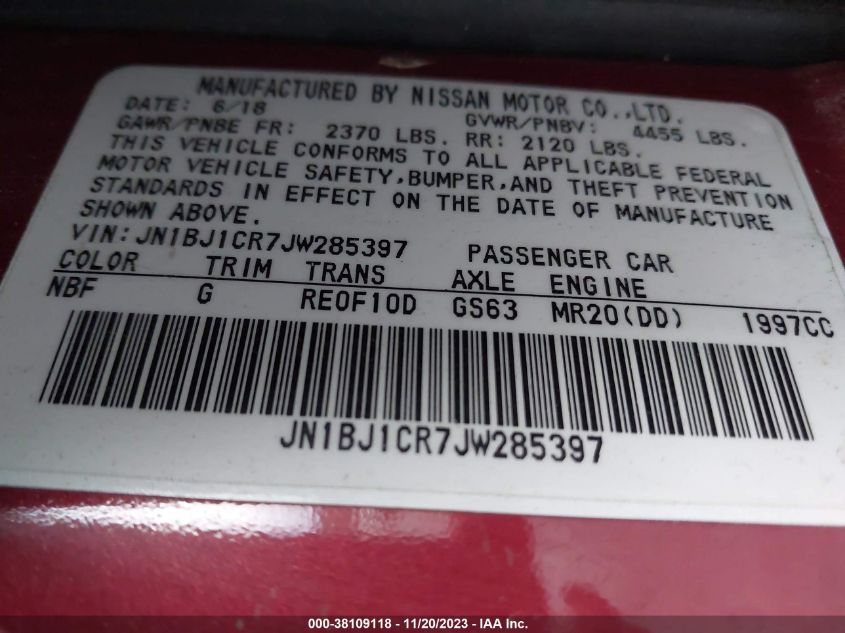 MANUFACTURED BY NISSAN MOTOR CO.,LTD.
DATE: 6/18 GVWR/PNBV: 4455 LBS.
GAWR/PNBE FR: 2370 LBS. RR: 2120 LBS.
THIS VEHICLE CONFORMS TO ALL APPLICABLE FEDERAL
MOTOR VEHICLE SAFETY,BUMPER,AND THEFT PREVENTION
STANDARDS IN EFFECT ON THE DATE OF MANUFACTURE
SHOWN ABOVE.
VIN:JN1BJ1CR7JW285397 PASSENGER CAR
COLOR TRIM TRANS AXLE ENGINE
NBF G RE0F10D GS63 MR20(DD) 1997CC
JN1BJ1CR7JW285397
000-38109118 - 11/20/2023 - IAA Inc.